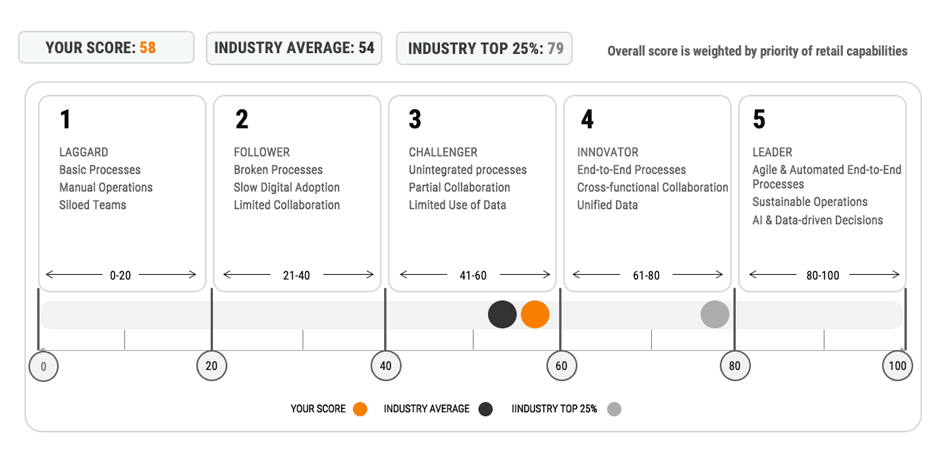 YOUR SCORE: 58
INDUSTRY AVERAGE: 54
INDUSTRY TOP 25%: 79
Overall score is weighted by priority of retail capabilities
1
LAGGARD
Basic Processes
Manual Operations
Siloed Teams
0-20
2
FOLLOWER
Broken Processes
Slow Digital Adoption
Limited Collaboration
21-40
3
CHALLENGER
Unintegrated processes
Partial Collaboration
Limited Use of Data
41-60
4
INNOVATOR
End-to-End Processes
Cross-functional Collaboration
Unified Data
61-80
5
LEADER
Agile & Automated End-to-End
Processes
Sustainable Operations
AI & Data-driven Decisions
80-100
0
20
40
60
80
100
YOUR SCORE
INDUSTRY AVERAGE
IINDUSTRY TOP 25%